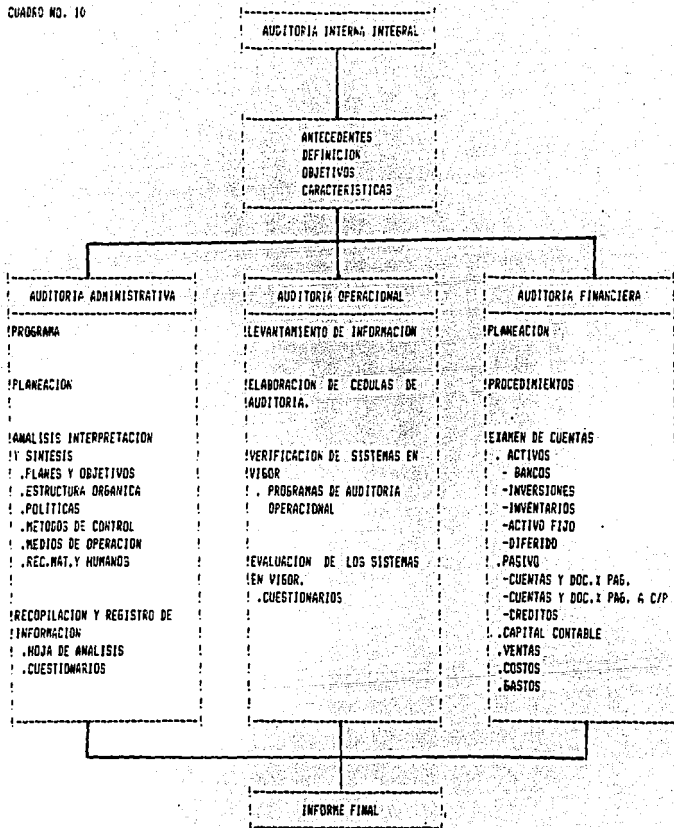 CUADRO NO. 10
AUDITORIA INTERNA INTEGRAL
ANTECEDENTES
DEFINICION
OBJETIVOS
CARACTERISTICAS
AUDITORIA ADMINISTRATIVA
PROGRAMA
PLANEACION
ANALISIS INTERPRETACION
Y SINTESIS
.PLANES Y OBJETIVOS
.ESTRUCTURA ORGANICA
.POLITICAS
.METODOS DE CONTROL
.MEDIOS DE OPERACION
.REC.MAT.Y HUMANOS
RECOPILACION Y REGISTRO DE
INFORMACION
.HOJA DE ANALISIS
.CUESTIONARIOS
AUDITORIA OPERACIONAL
LEVANTAMIENTO DE INFORMACION
ELABORACION DE CEDULAS DE
AUDITORIA.
VERIFICACION DE SISTEMAS EN
VIGOR
. PROGRAMAS DE AUDITORIA
OPERACIONAL
EVALUACION DE LOS SISTEMAS
EN VIGOR.
.CUESTIONARIOS
AUDITORIA FINANCIERA
PLANEACION
PROCEDIMIENTOS
EXAMEN DE CUENTAS
. ACTIVOS
- BANCOS
-INVERSIONES
-INVENTARIOS
-ACTIVO FIJO
-DIFERIDO
.PASIVO
-CUENTAS Y DOC.X PAG.
-CUENTAS Y DOC.X PAG. A C/P
-CREDITOS
.CAPITAL CONTABLE
.VENTAS
.COSTOS
.GASTOS
INFORME FINAL